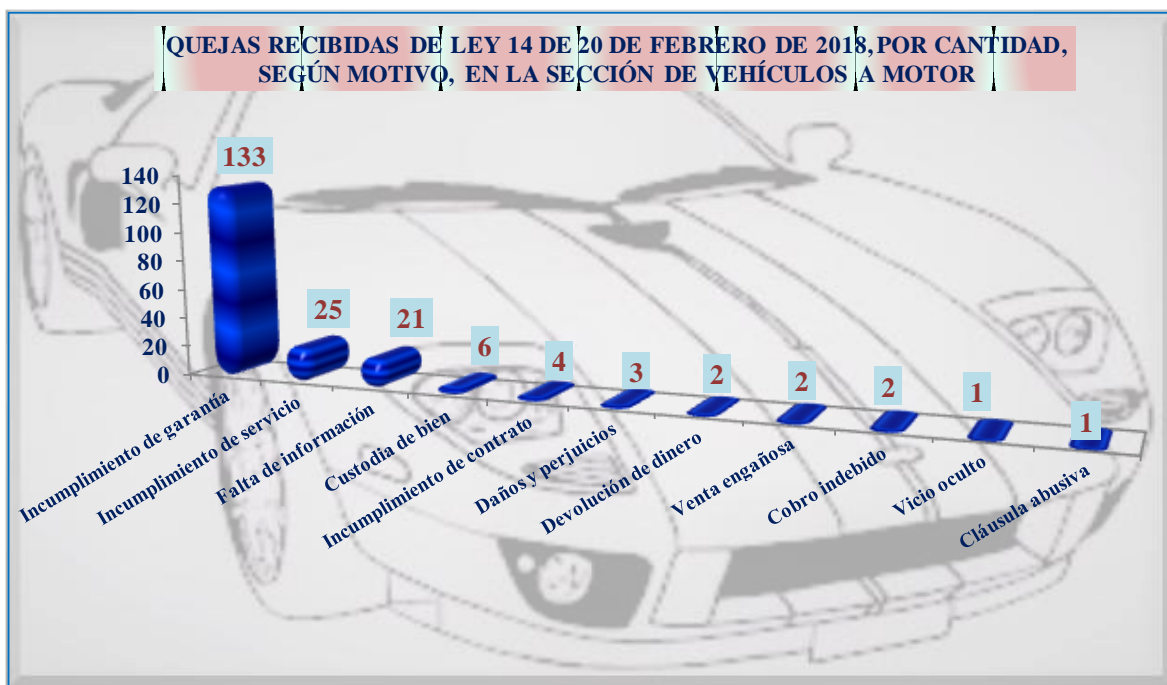 QUEJAS RECIBIDAS DE LEY 14 DE 20 DE FEBRERO DE 2018, POR CANTIDAD,
SEGÚN MOTIVO, EN LA SECCIÓN DE VEHÍCULOS A MOTOR
140
120
100
80
60
40
20
0
133
25
21
6
4
3
2
2
2
1
1
Incumplimiento de garantía
Incumplimiento de servicio
Falta de información
Custodia de bien
Incumplimiento de contrato
Daños y perjuicios
Devolución de dinero
Venta engañosa
Cobro indebido
Vicio oculto
Cláusula abusiva